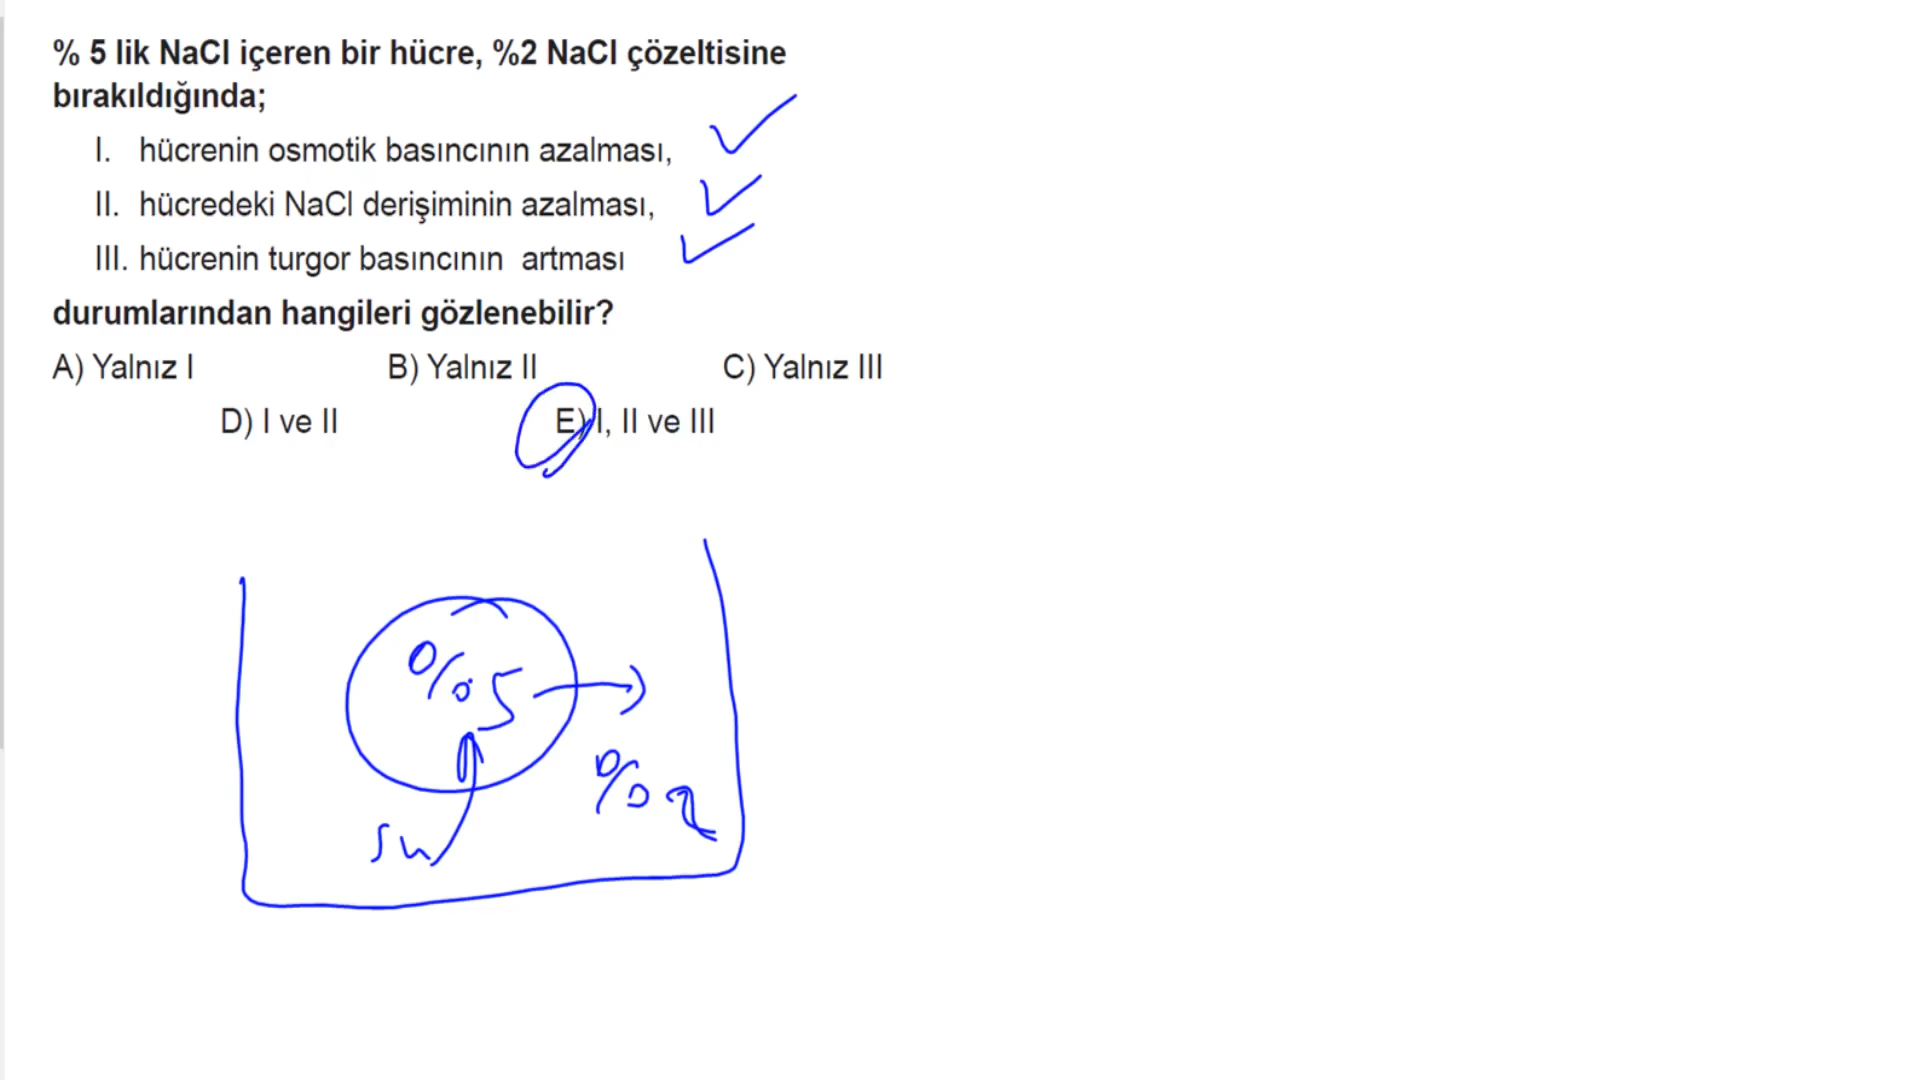 % 5 lik NaCl içeren bir hücre, %2 NaCl çözeltisine
bırakıldığında;
I. hücrenin osmotik basıncının azalması,
II. hücredeki NaCl derişiminin azalması,
III. hücrenin turgor basıncının artması
durumlarından hangileri gözlenebilir?
A) Yalnız I B) Yalnız II C) Yalnız III
D) I ve II E) I, II ve III
%5
%2
su